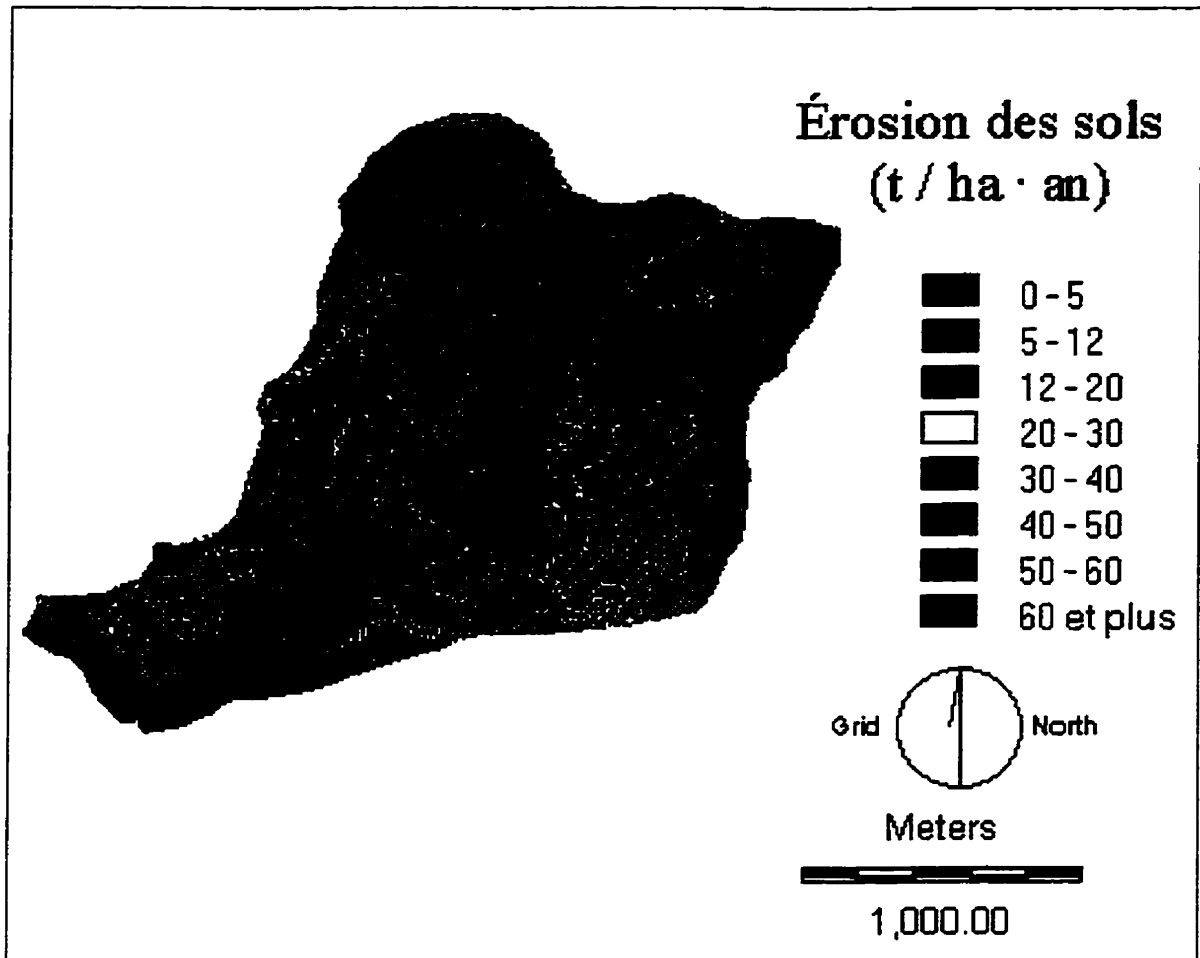 Érosion des sols
(t / ha · an)
0 - 5
5 - 12
12 - 20
20 - 30
30 - 40
40 - 50
50 - 60
60 et plus
Grid North
Meters
1,000.00